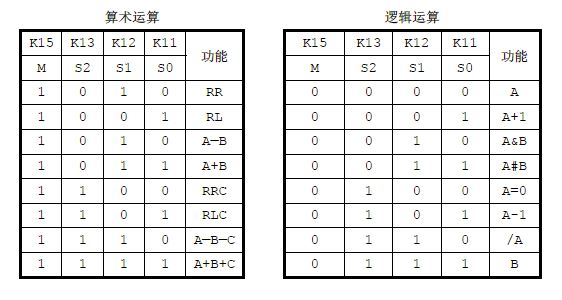 算术运算 逻辑运算
K15 K13 K12 K11 功能 K15 K13 K12 K11 功能
M S2 S1 S0 M S2 S1 S0
1 0 1 0 RR 0 0 0 0 A
1 0 0 1 RL 0 0 0 1 A+1
1 0 1 0 A—B 0 0 1 0 A&B
1 0 1 1 A+B 0 0 1 1 A#B
1 1 0 0 RRC 0 1 0 0 A=0
1 1 0 1 RLC 0 1 0 1 A-1
1 1 1 0 A—B—C 0 1 1 0 /A
1 1 1 1 A+B+C 0 1 1 1 B